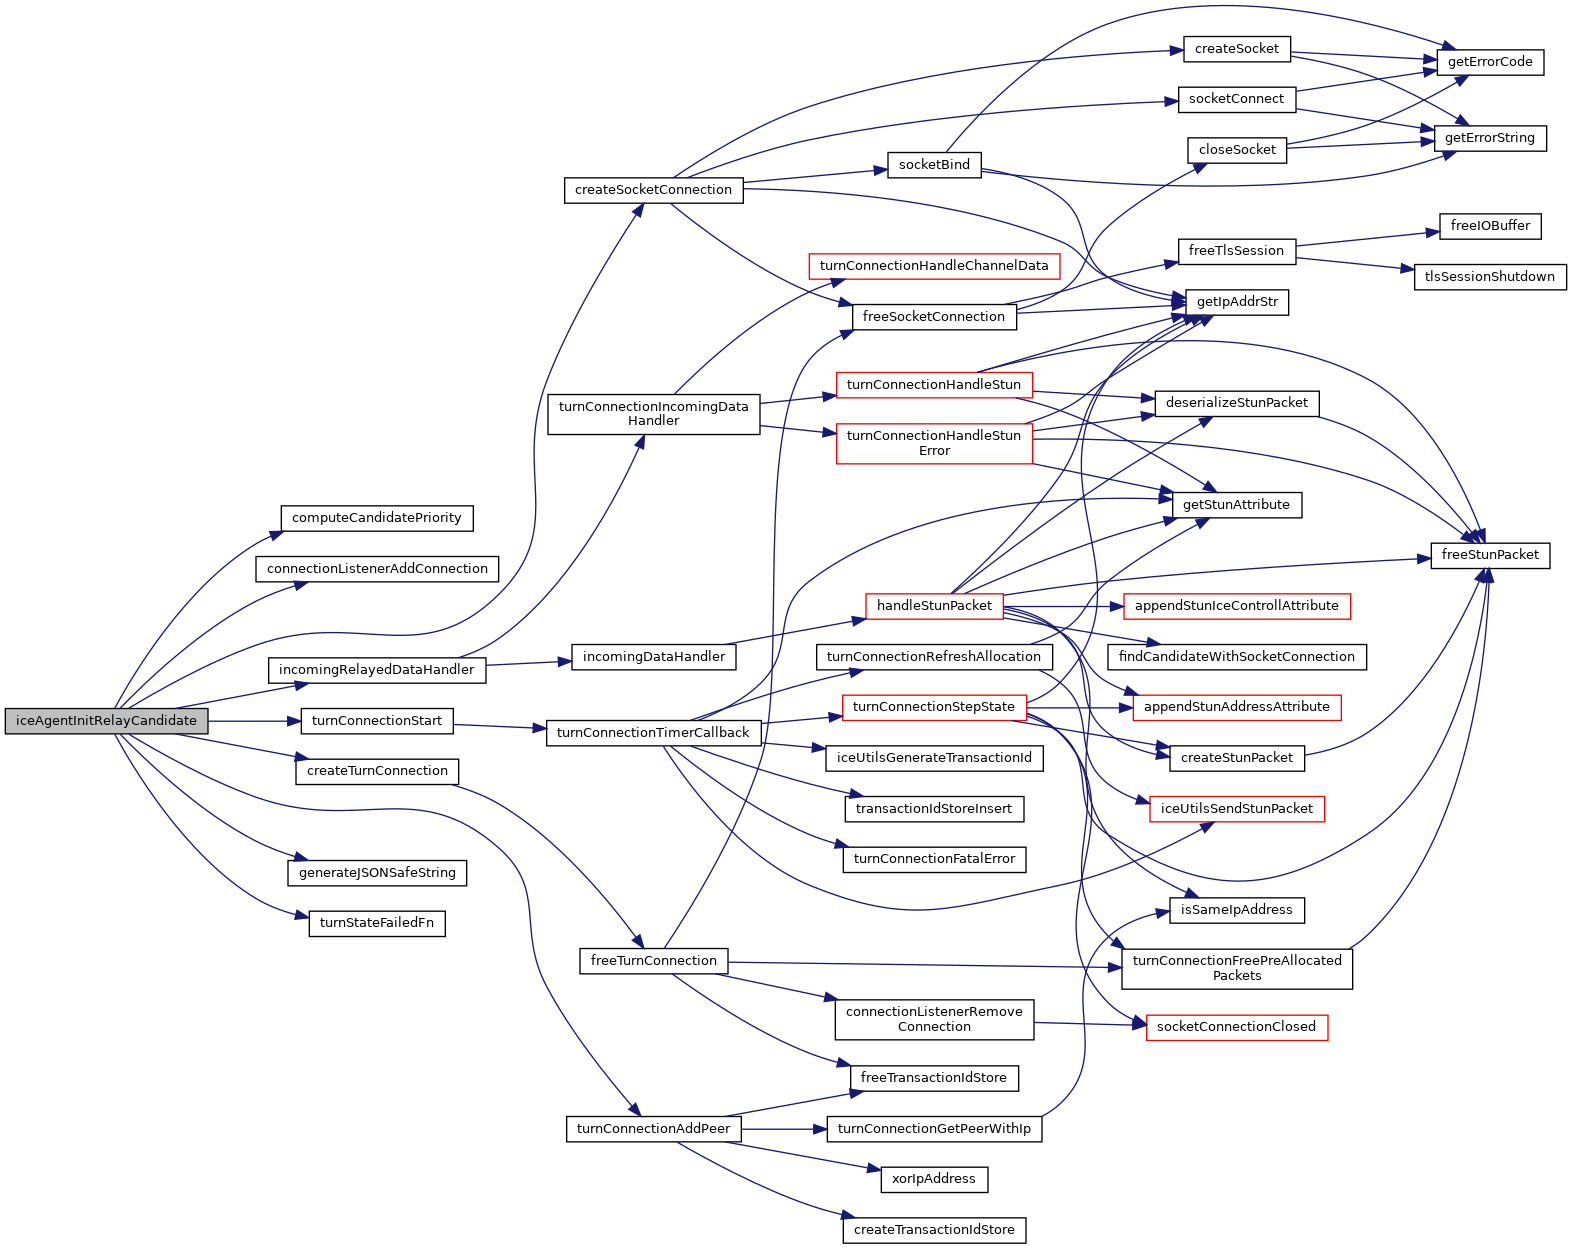 iceAgentInitRelayCandidate
computeCandidatePriority
connectionListenerAddConnection
incomingRelayedDataHandler
turnConnectionStart
createTurnConnection
generateJSONSafeString
turnStateFailedFn
createSocketConnection
turnConnectionIncomingData
Handler
incomingDataHandler
turnConnectionTimerCallback
freeTurnConnection
turnConnectionAddPeer
socketBind
turnConnectionHandleChannelData
freeSocketConnection
turnConnectionHandleStun
turnConnectionHandleStun
Error
handleStunPacket
turnConnectionRefreshAllocation
turnConnectionStepState
iceUtilsGenerateTransactionId
transactionIdStoreInsert
turnConnectionFatalError
connectionListenerRemove
Connection
freeTransactionIdStore
turnConnectionGetPeerWithIp
xorIpAddress
createTransactionIdStore
createSocket
socketConnect
closeSocket
freeTlsSession
getIpAddrStr
deserializeStunPacket
getStunAttribute
appendStunIceControllAttribute
findCandidateWithSocketConnection
appendStunAddressAttribute
createStunPacket
iceUtilsSendStunPacket
isSameIpAddress
turnConnectionFreePreAllocated
Packets
socketConnectionClosed
getErrorCode
getErrorString
freeIOBuffer
tlsSessionShutdown
freeStunPacket